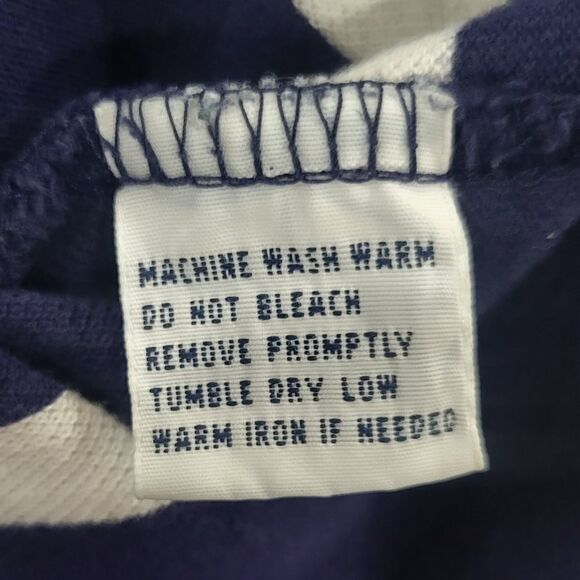 MACHINE WASH WARM
DO NOT BLEACH
REMOVE PROMPTLY
TUMBLE DRY LOW
WARM IRON IF NEEDED